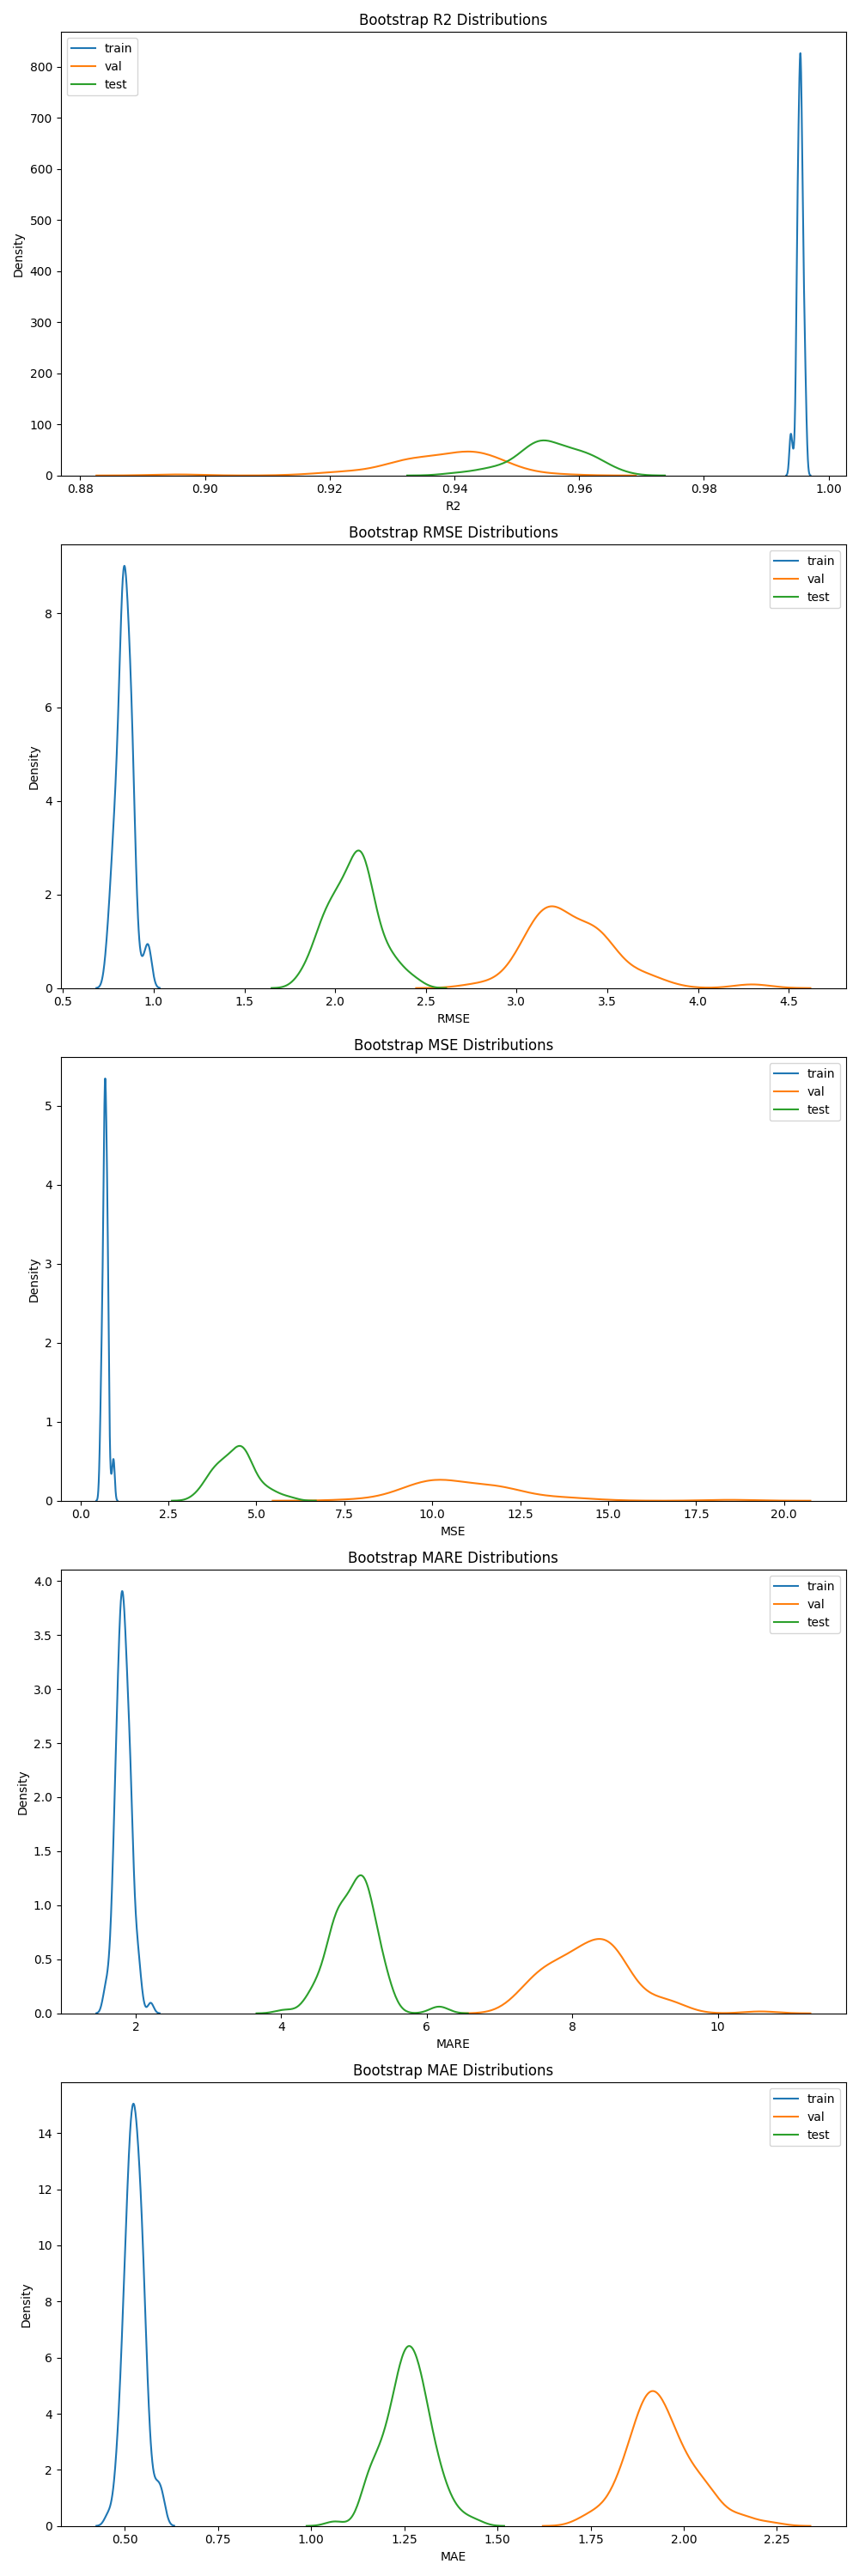 Bootstrap R2 Distributions
train
val
test
800
700
600
500
400
300
200
100
0
Density
0.88 0.90 0.92 0.94 0.96 0.98 1.00
R2
Bootstrap RMSE Distributions
train
val
test
8
6
4
2
0
Density
0.5 1.0 1.5 2.0 2.5 3.0 3.5 4.0 4.5
RMSE
Bootstrap MSE Distributions
train
val
test
5
4
3
2
1
0
Density
0.0 2.5 5.0 7.5 10.0 12.5 15.0 17.5 20.0
MSE
Bootstrap MARE Distributions
train
val
test
4.0
3.5
3.0
2.5
2.0
1.5
1.0
0.5
0.0
Density
2 4 6 8 10
MARE
Bootstrap MAE Distributions
train
val
test
14
12
10
8
6
4
2
0
Density
0.50 0.75 1.00 1.25 1.50 1.75 2.00 2.25
MAE